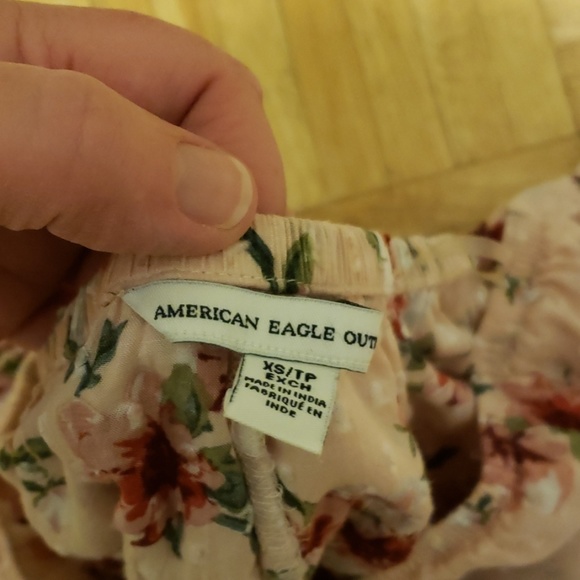 AMERICAN EAGLE OUT
XS/TP
EXCH
MADE IN INDIA
FABRIQUÉ EN
INDE